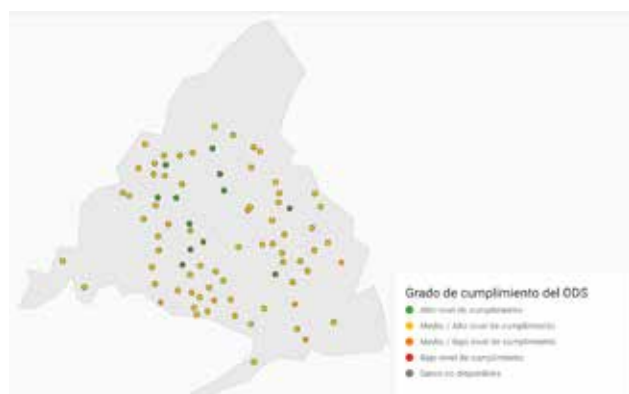 Grado de cumplimiento del ODS
Alto nivel de cumplimiento
Medio / Alto nivel de cumplimiento
Medio / Bajo nivel de cumplimiento
Bajo nivel de cumplimiento
Datos no disponibles